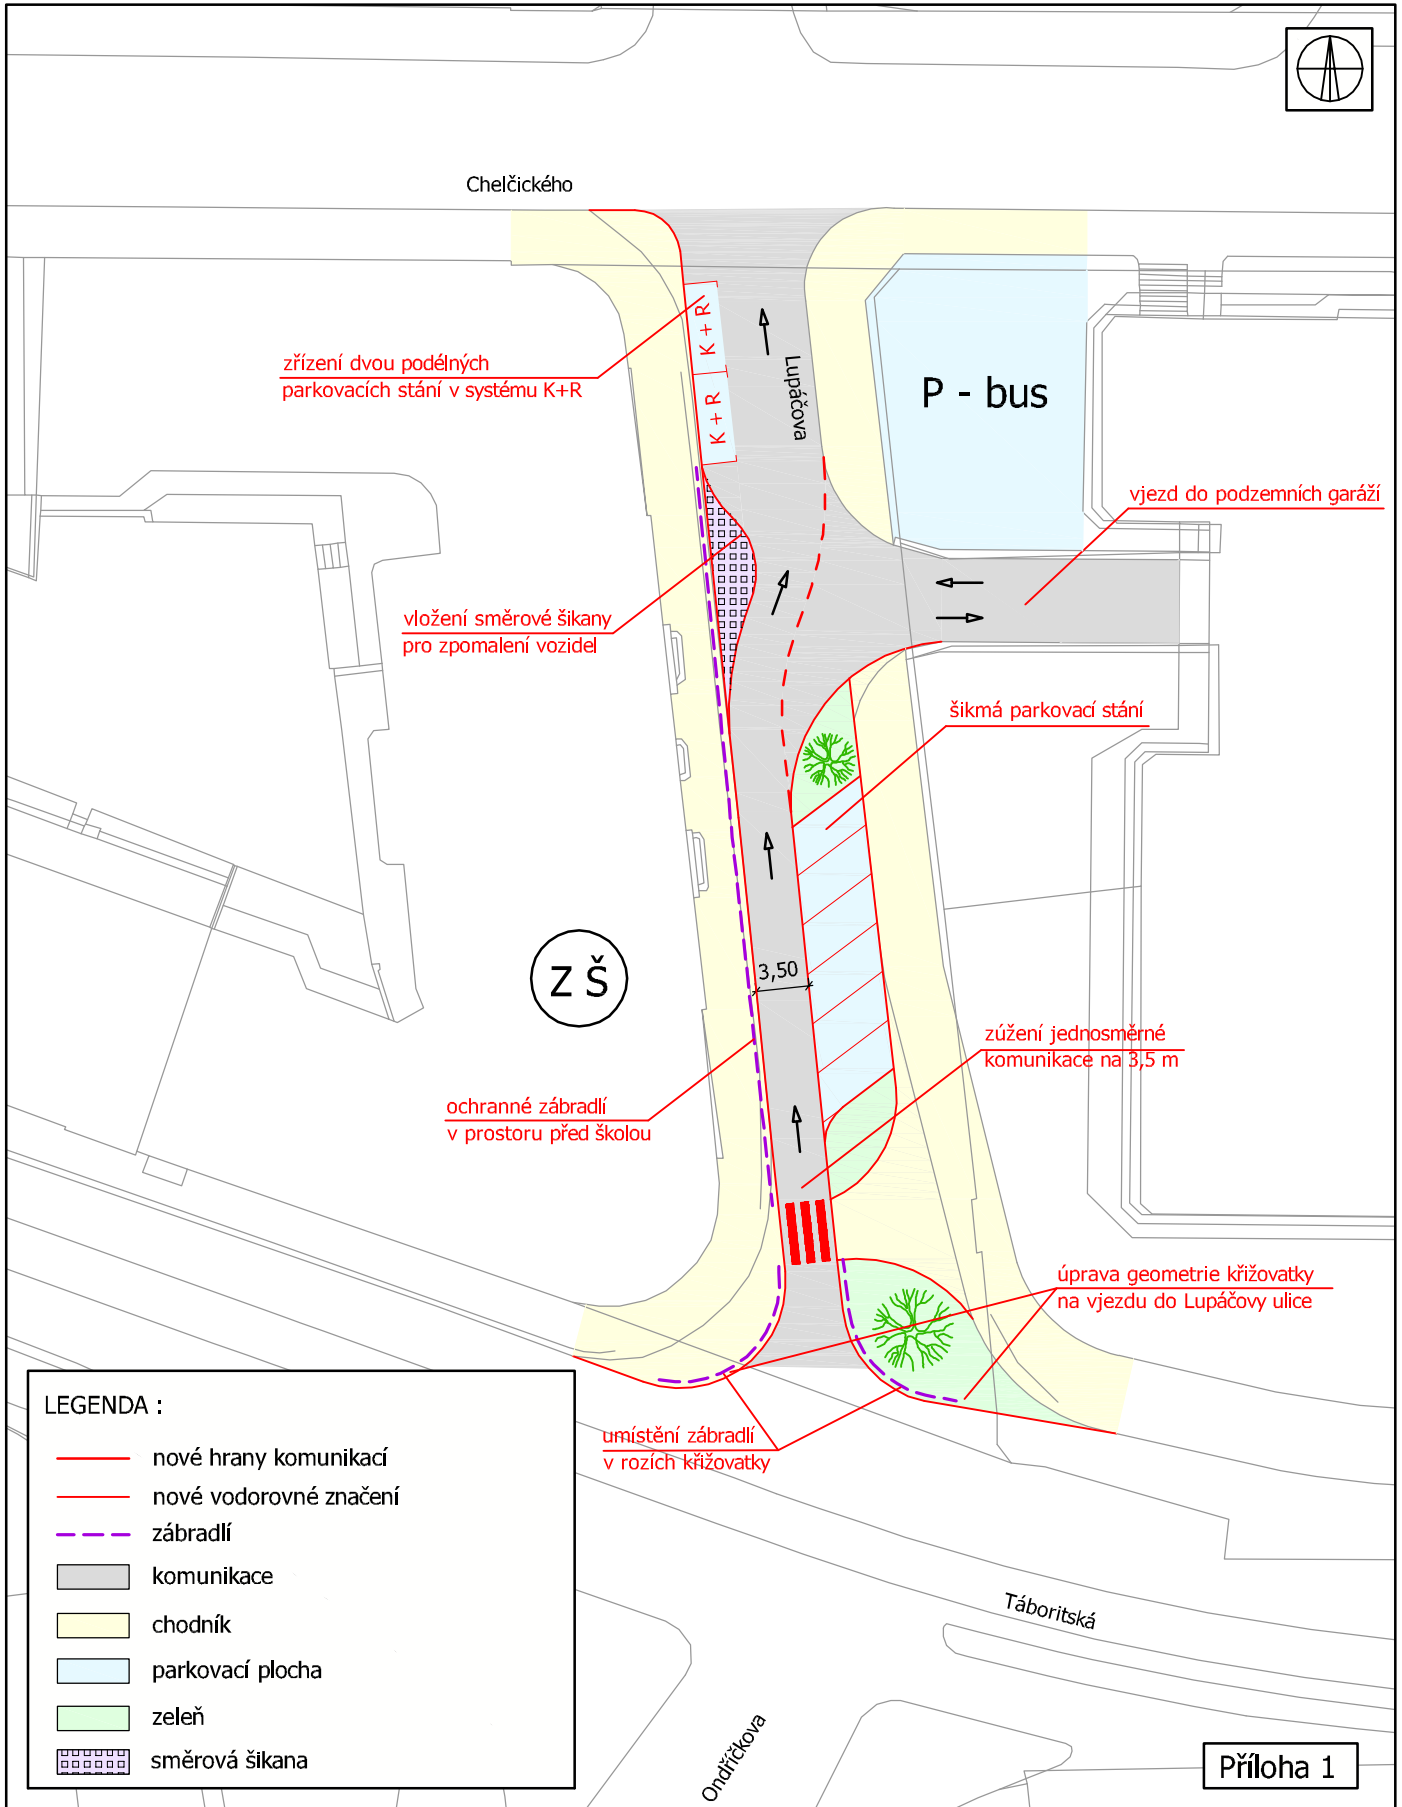 Chelčického
zřízení dvou podélných
parkovacích stání v systému K+R
K + R
K + R
Lupáčova
P - bus
vjezd do podzemních garáží
vložení směrové šikany
pro zpomalení vozidel
šikmá parkovací stání
3,50
Z Š
zúžení jednosměrné
komunikace na 3,5 m
ochranné zábradlí
v prostoru před školou
úprava geometrie křižovatky
na vjezdu do Lupáčovy ulice
umístění zábradlí
v rozích křižovatky
LEGENDA :
nové hrany komunikací
nové vodorovné značení
zábradlí
komunikace
chodník
parkovací plocha
zeleň
směrová šikana
Táboritská
Ondříčkova
Příloha 1